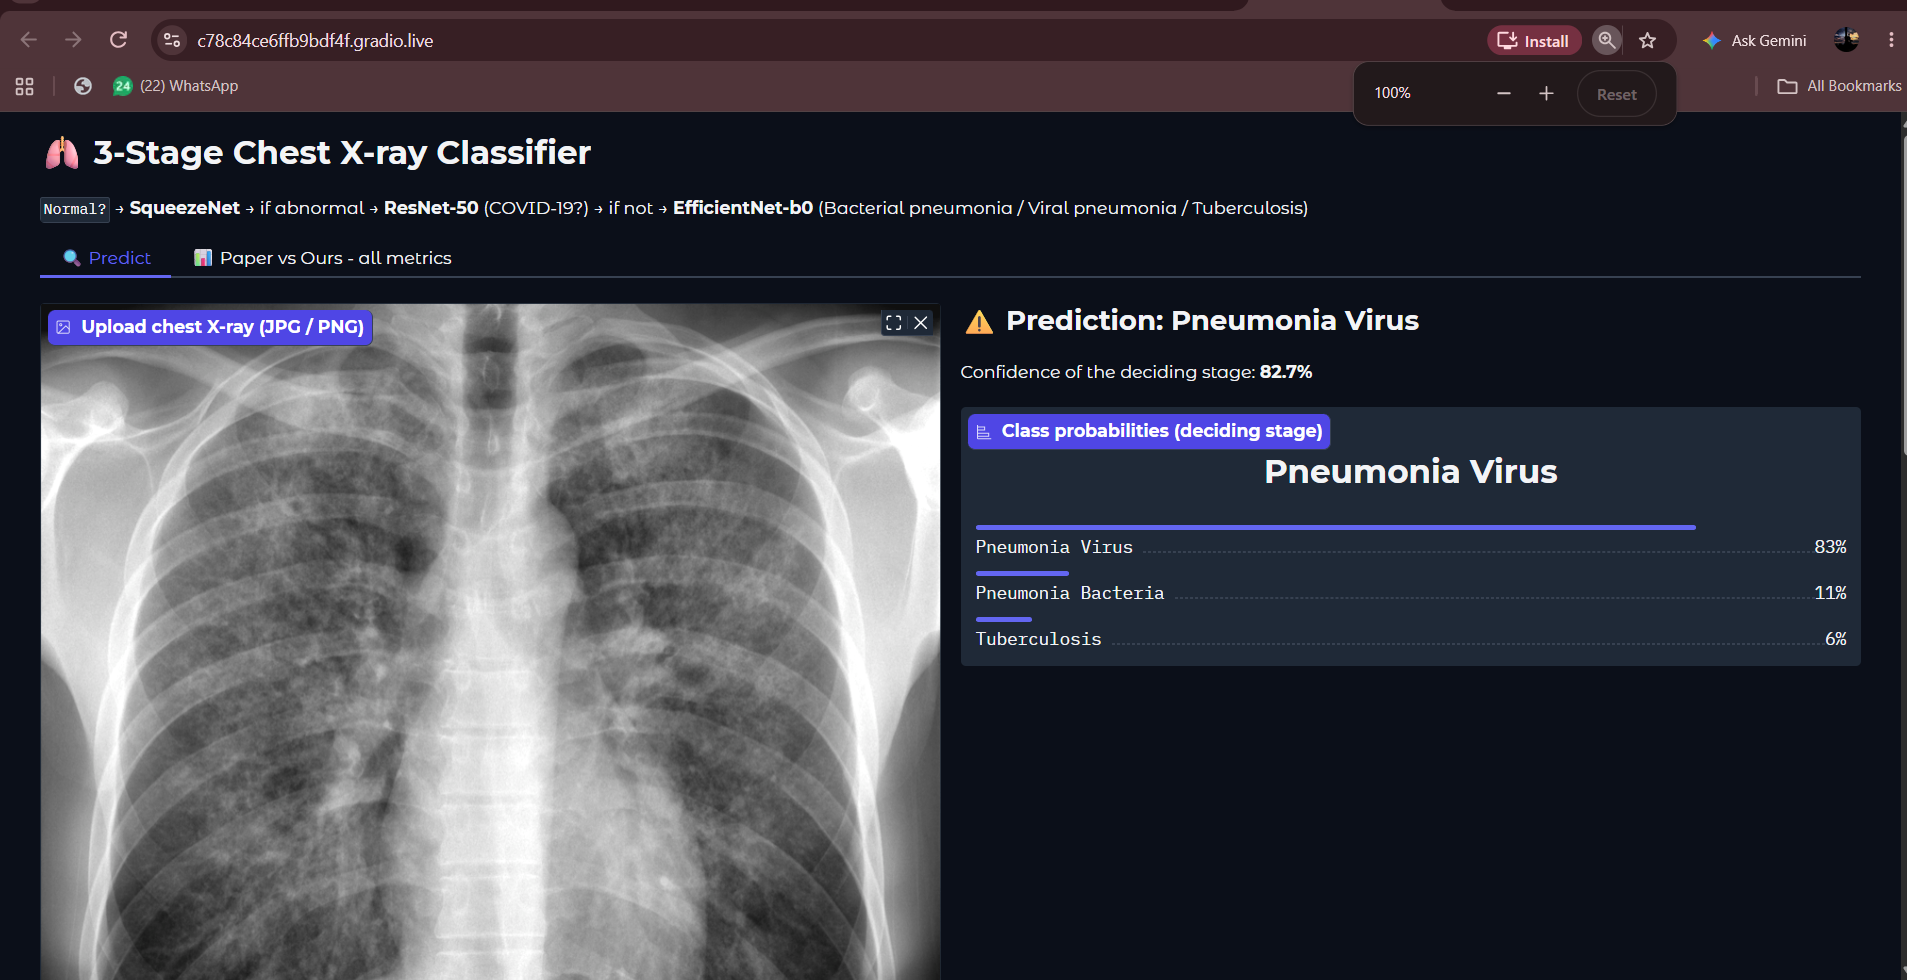 c78c84ce6ffb9bdf4f.gradio.live
Install
Ask Gemini
24 (22) WhatsApp
100%
Reset
All Bookmarks
3-Stage Chest X-ray Classifier
Normal? → SqueezeNet → if abnormal → ResNet-50 (COVID-19?) → if not → EfficientNet-b0 (Bacterial pneumonia / Viral pneumonia / Tuberculosis)
Predict
Paper vs Ours - all metrics
Upload chest X-ray (JPG / PNG)
Prediction: Pneumonia Virus
Confidence of the deciding stage: 82.7%
Class probabilities (deciding stage)
Pneumonia Virus
Pneumonia Virus 83%
Pneumonia Bacteria 11%
Tuberculosis 6%